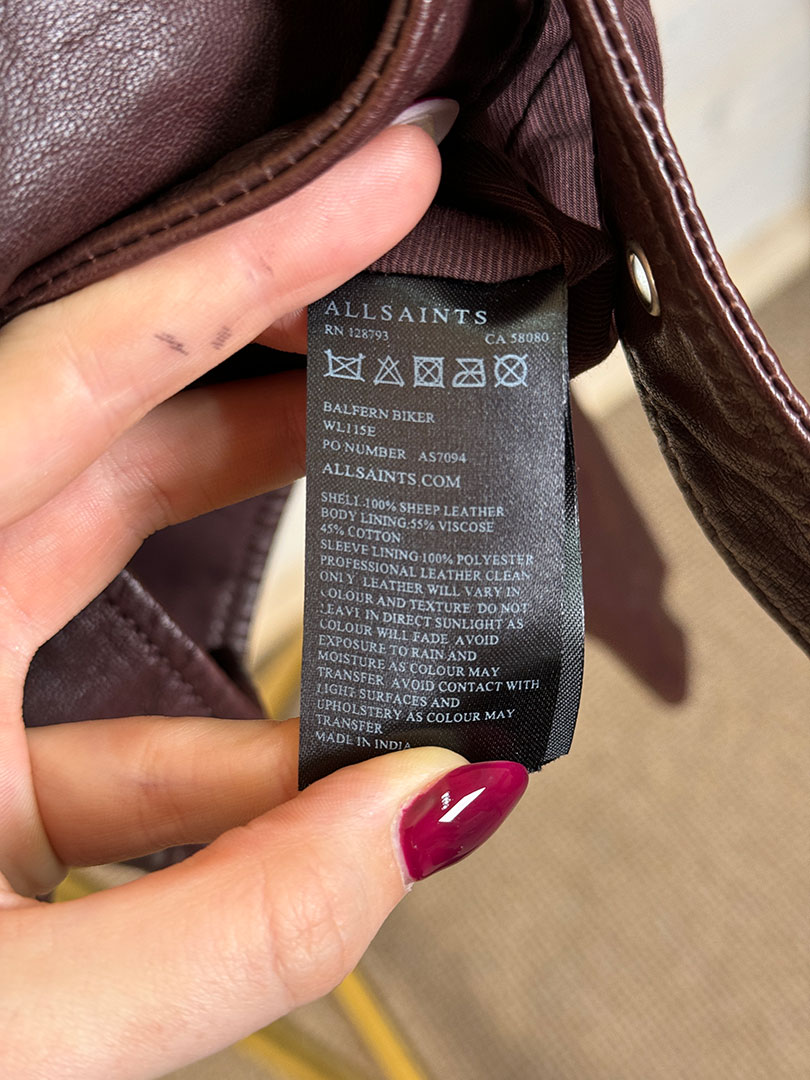 ALLSAINTS
RN 128793 CA 58080
BALFERN BIKER
WL115E
PO NUMBER AS7094
ALLSAINTS.COM
SHELL:100% SHEEP LEATHER
BODY LINING:55% VISCOSE
45% COTTON
SLEEVE LINING:100% POLYESTER
PROFESSIONAL LEATHER CLEAN
ONLY LEATHER WILL VARY IN
COLOUR AND TEXTURE DO NOT
LEAVE IN DIRECT SUNLIGHT AS
COLOUR WILL FADE AVOID
EXPOSURE TO RAIN AND
MOISTURE AS COLOUR MAY
TRANSFER AVOID CONTACT WITH
LIGHT SURFACES AND
UPHOLSTERY AS COLOUR MAY
TRANSFER
MADE IN INDIA